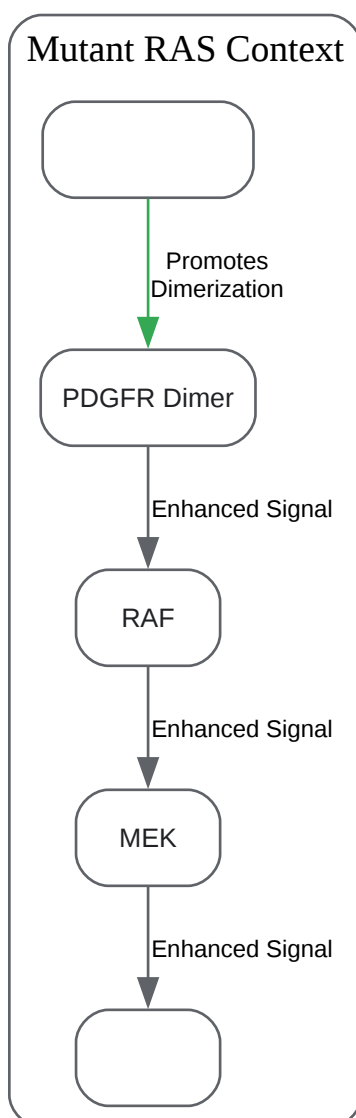 Mutant RAS Context
Promotes
Dimerization
PDGFR Dimer
Enhanced Signal
RAF
Enhanced Signal
MEK
Enhanced Signal